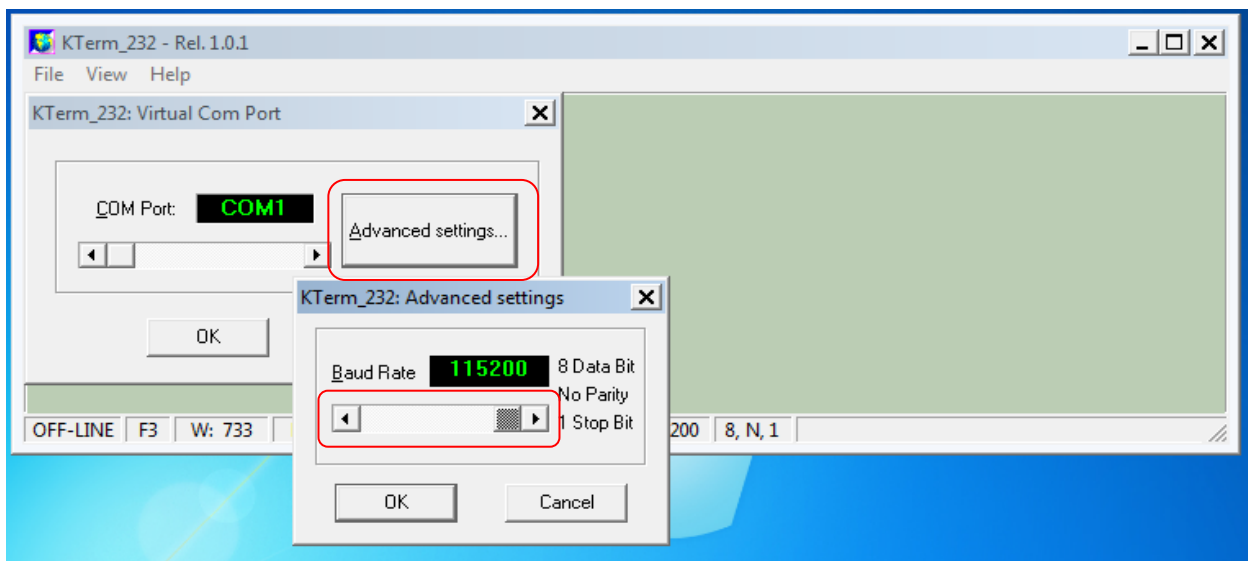 KTerm_232 - Rel. 1.0.1
File View Help
KTerm_232: Virtual Com Port
COM Port: COM1
Advanced settings...
OK
KTerm_232: Advanced settings
Baud Rate 115200
8 Data Bit
No Parity
1 Stop Bit
OK Cancel
OFF-LINE F3 W: 733 200 8, N, 1